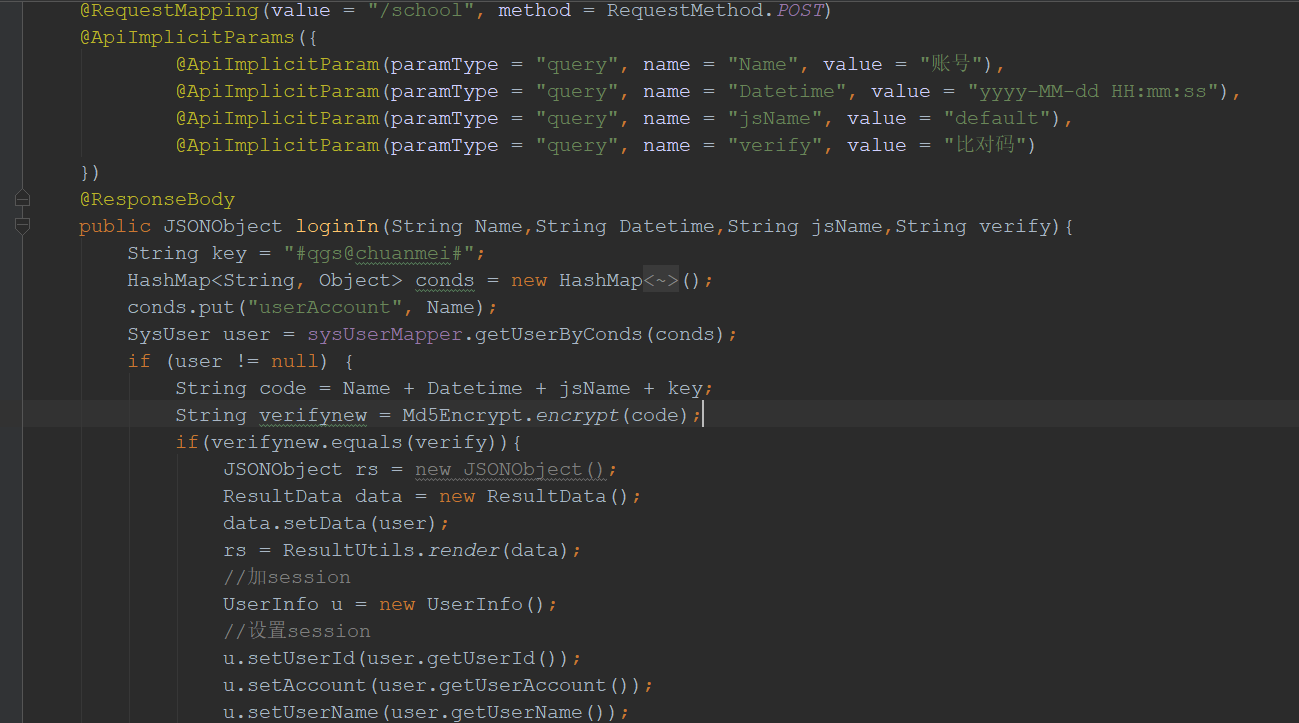 @RequestMapping(value = "/school", method = RequestMethod.POST)
@ApiImplicitParams({
@ApiImplicitParam(paramType = "query", name = "Name", value = "账号"),
@ApiImplicitParam(paramType = "query", name = "Datetime", value = "yyyy-MM-dd HH:mm:ss"),
@ApiImplicitParam(paramType = "query", name = "jsName", value = "default"),
@ApiImplicitParam(paramType = "query", name = "verify", value = "比对码")
})
@ResponseBody
public JSONObject loginIn(String Name,String Datetime,String jsName,String verify){
String key = "#qgs@chuanmei#";
HashMap<String, Object> conds = new HashMap<~>();
conds.put("userAccount", Name);
SysUser user = sysUserMapper.getUserByConds(conds);
if (user != null) {
String code = Name + Datetime + jsName + key;
String verifynew = Md5Encrypt.encrypt(code);
if(verifynew.equals(verify)){
JSONObject rs = new JSONObject();
ResultData data = new ResultData();
data.setData(user);
rs = ResultUtils.render(data);
//加session
UserInfo u = new UserInfo();
//设置session
u.setUserId(user.getUserId());
u.setAccount(user.getUserAccount());
u.setUserName(user.getUserName());